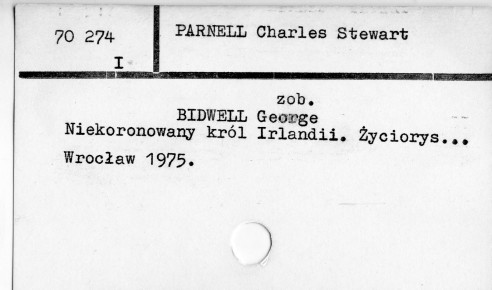 70 274
I
PARNELL Charles Stewart
zob.
BIDWELL George
Niekoronowany król Irlandii. Życiorys...
Wrocław 1975.